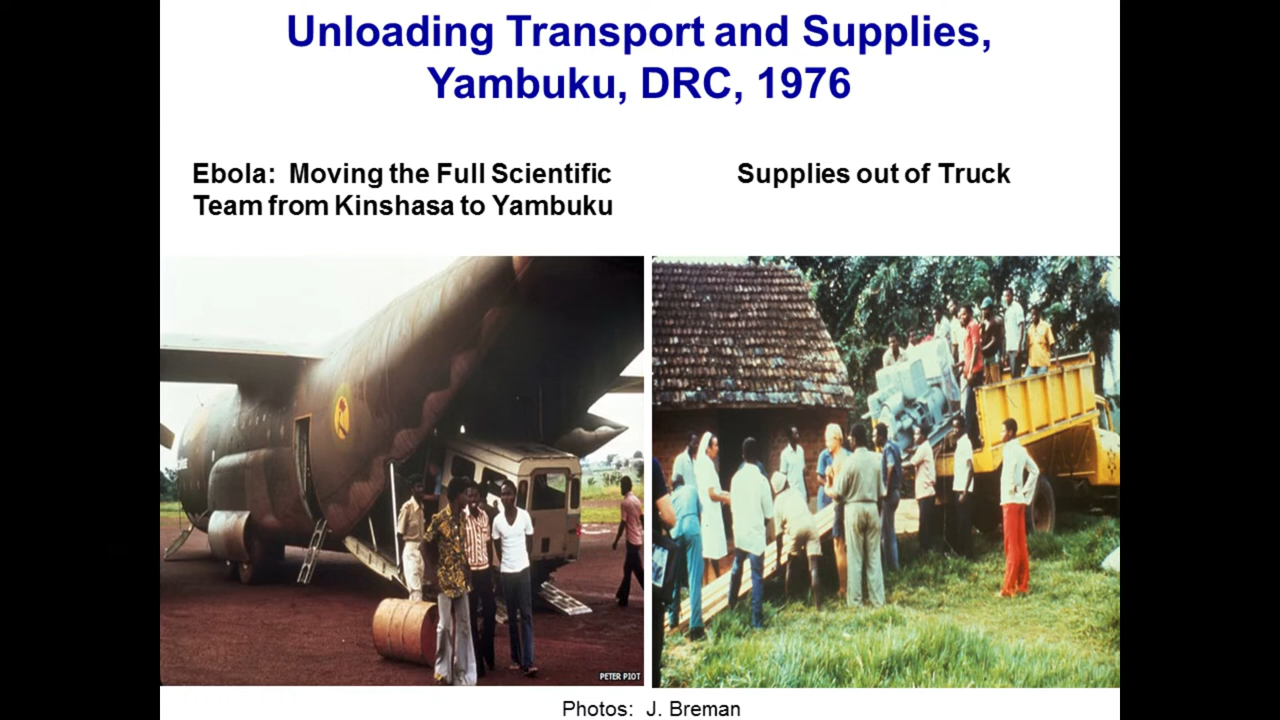 Unloading Transport and Supplies,
Yambuku, DRC, 1976
Ebola: Moving the Full Scientific
Team from Kinshasa to Yambuku
Supplies out of Truck
PETER PIOT
Photos: J. Breman